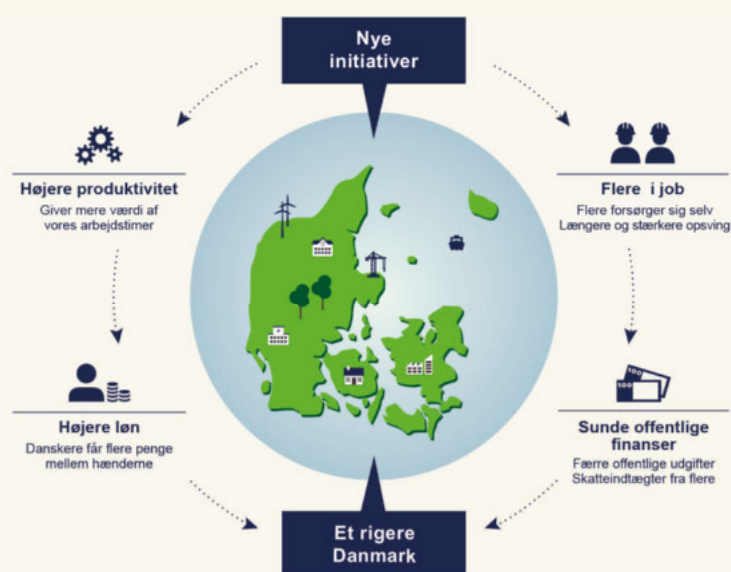 Nye
initiativer
Højere produktivitet
Giver mere værdi af
vores arbejdstimer
Flere i job
Flere forsørger sig selv
Længere og stærkere opsving
Højere løn
Danskere får flere penge
mellem hænderne
100
100
Sunde offentlige
finanser
Færre offentlige udgifter
Skatteindtægter fra flere
Et rigere
Danmark